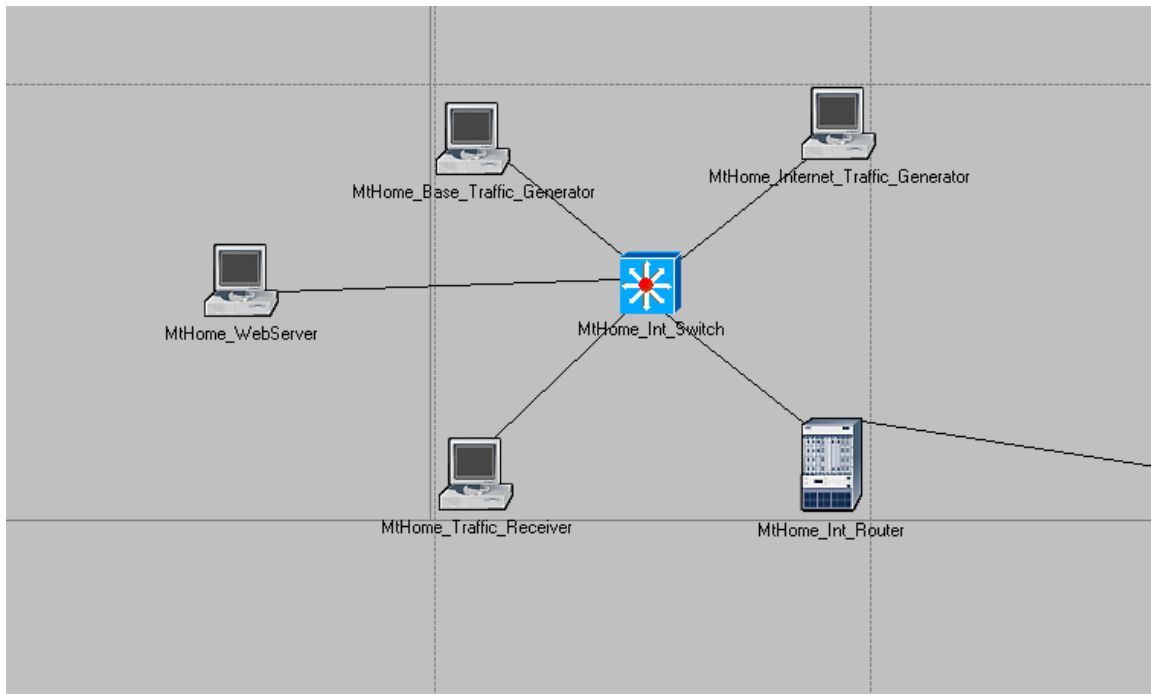 MtHome_Base_Traffic_Generator
MtHome_Internet_Traffic_Generator
MtHome_WebServer
MtHome_Int_Switch
MtHome_Traffic_Receiver
MtHome_Int_Router